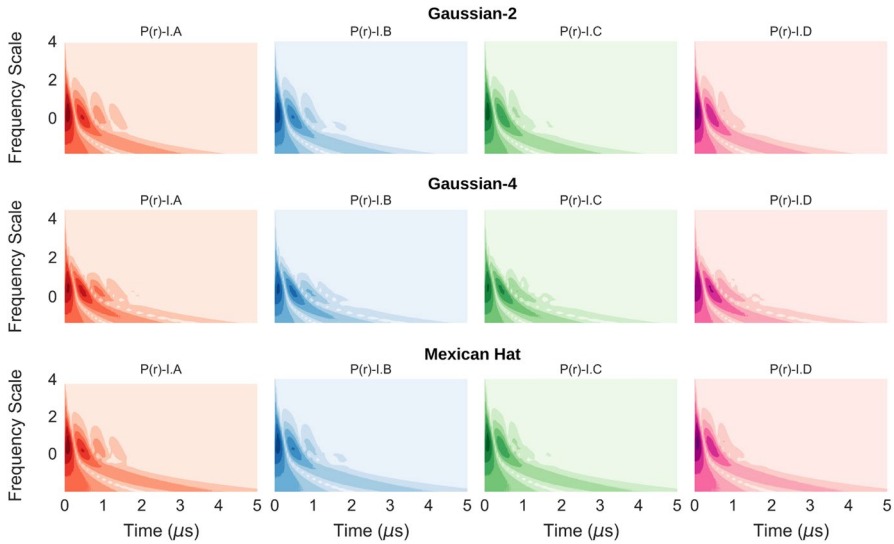 Gaussian-2
P(r)-I.A P(r)-I.B P(r)-I.C P(r)-I.D
Frequency Scale
4
0
Gaussian-4
P(r)-I.A P(r)-I.B P(r)-I.C P(r)-I.D
Frequency Scale
4
2
0
Mexican Hat
P(r)-I.A P(r)-I.B P(r)-I.C P(r)-I.D
Frequency Scale
4
2
0
0 1 2 3 4 5 0 1 2 3 4 5 0 1 2 3 4 5 0 1 2 3 4 5
Time (μs) Time (μs) Time (μs) Time (μs)